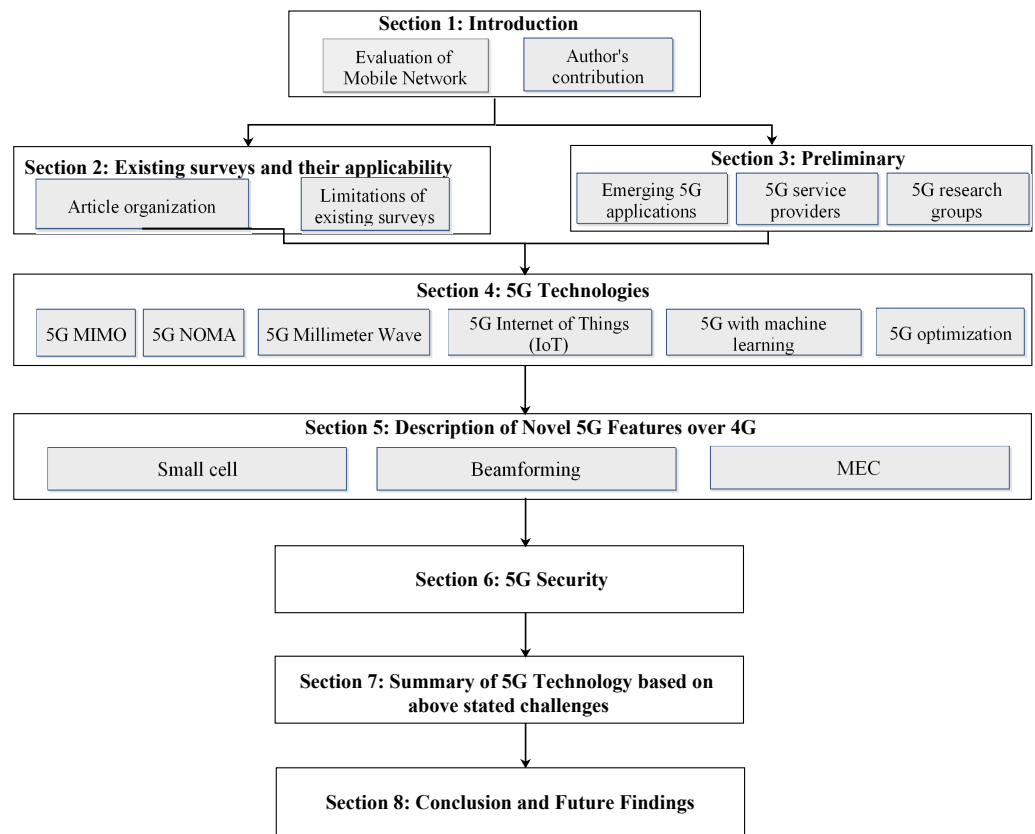 Section 1: Introduction
Evaluation of
Mobile Network
Author's
contribution
Section 2: Existing surveys and their applicability
Article organization
Limitations of
existing surveys
Section 3: Preliminary
Emerging 5G
applications
5G service
providers
5G research
groups
Section 4: 5G Technologies
5G MIMO
5G NOMA
5G Millimeter Wave
5G Internet of Things
(IoT)
5G with machine
learning
5G optimization
Section 5: Description of Novel 5G Features over 4G
Small cell
Beamforming
MEC
Section 6: 5G Security
Section 7: Summary of 5G Technology based on
above stated challenges
Section 8: Conclusion and Future Findings